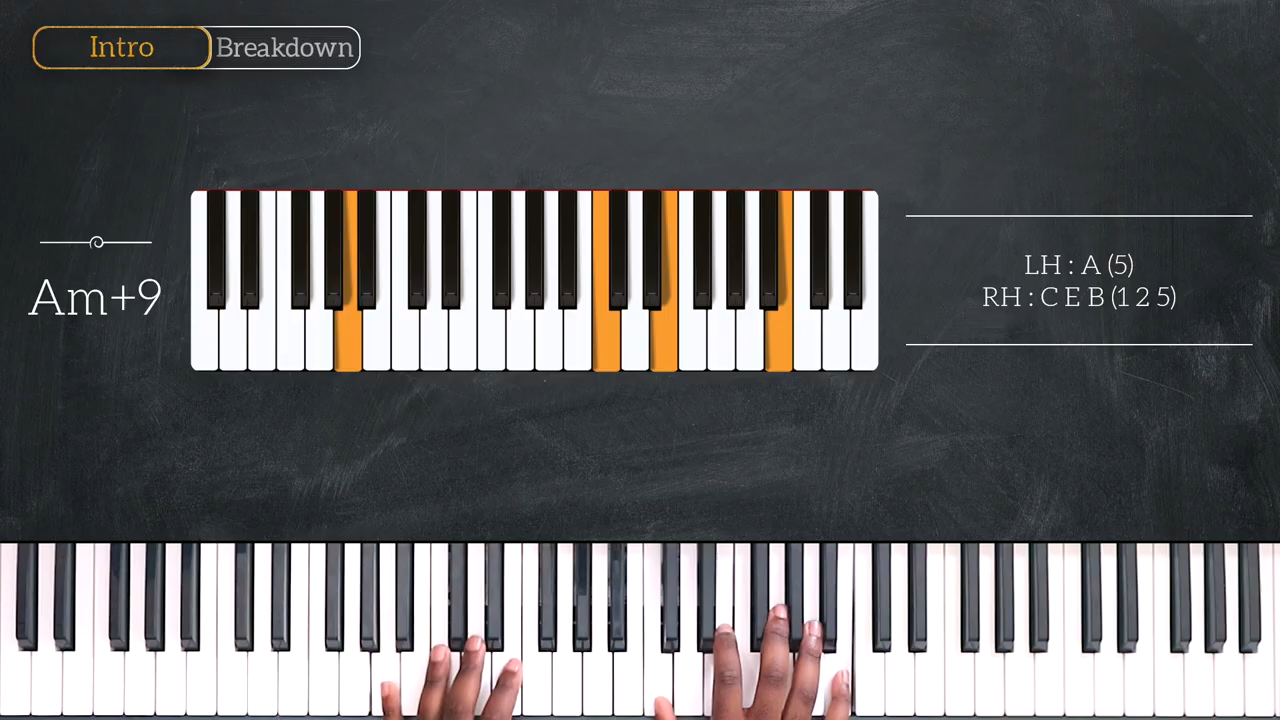 Intro
Breakdown
Am+9
LH : A (5)
RH : C E B (1 2 5)